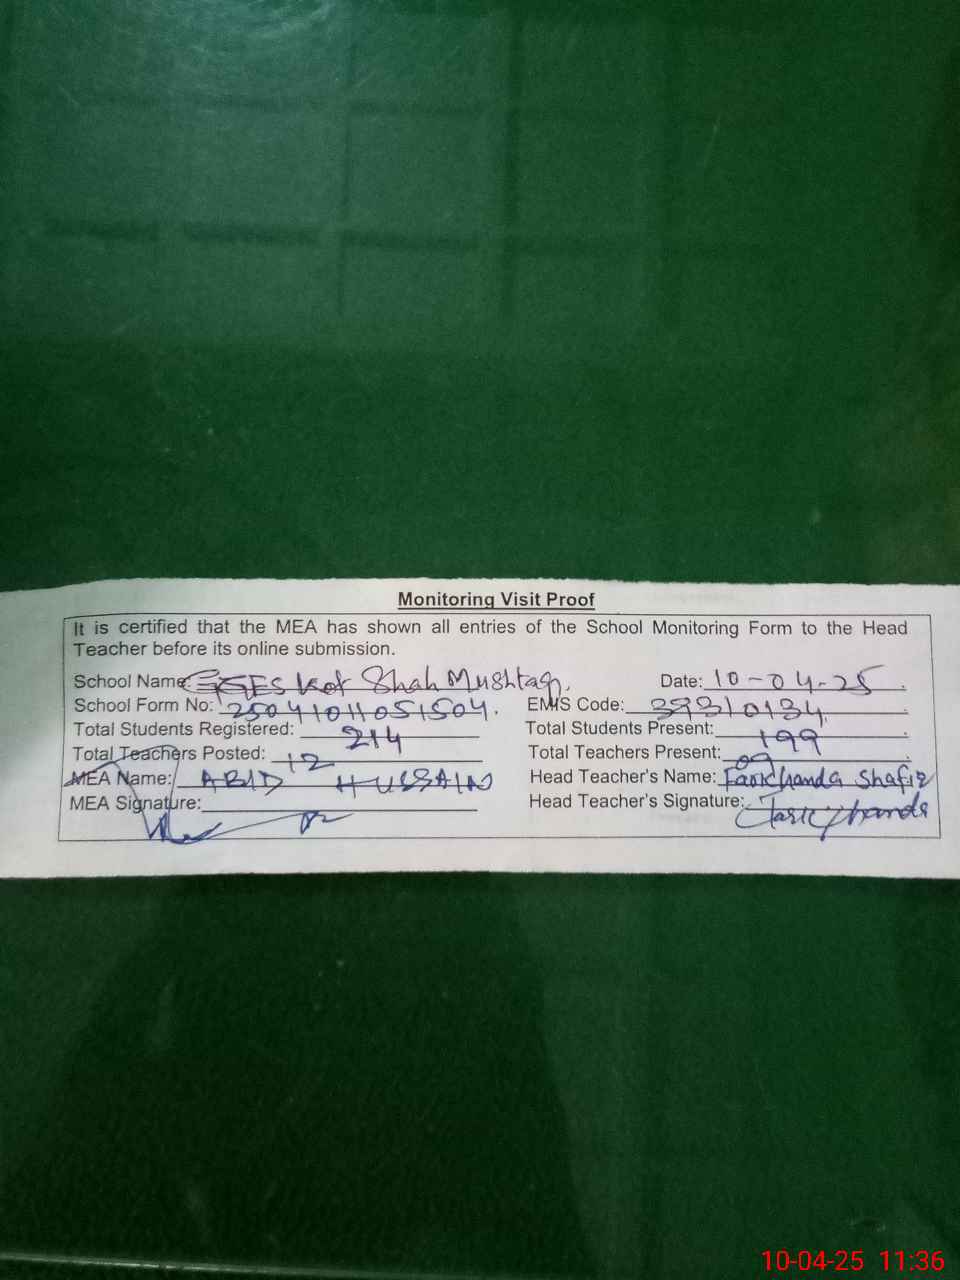 Monitoring Visit Proof
It is certified that the MEA has shown all entries of the School Monitoring Form to the Head
Teacher before its online submission.
School Name: GGES Kot Shah Mushtaq. Date: 10-04-25
School Form No: 2504101051504. EMIS Code: 39310134
Total Students Registered: 214 Total Students Present: 199
Total Teachers Posted: 12 Total Teachers Present: 09
MEA Name: ABID HUSSAIN Head Teacher's Name: Farkhanda Shafiq
MEA Signature: Head Teacher's Signature:
10-04-25 11:36